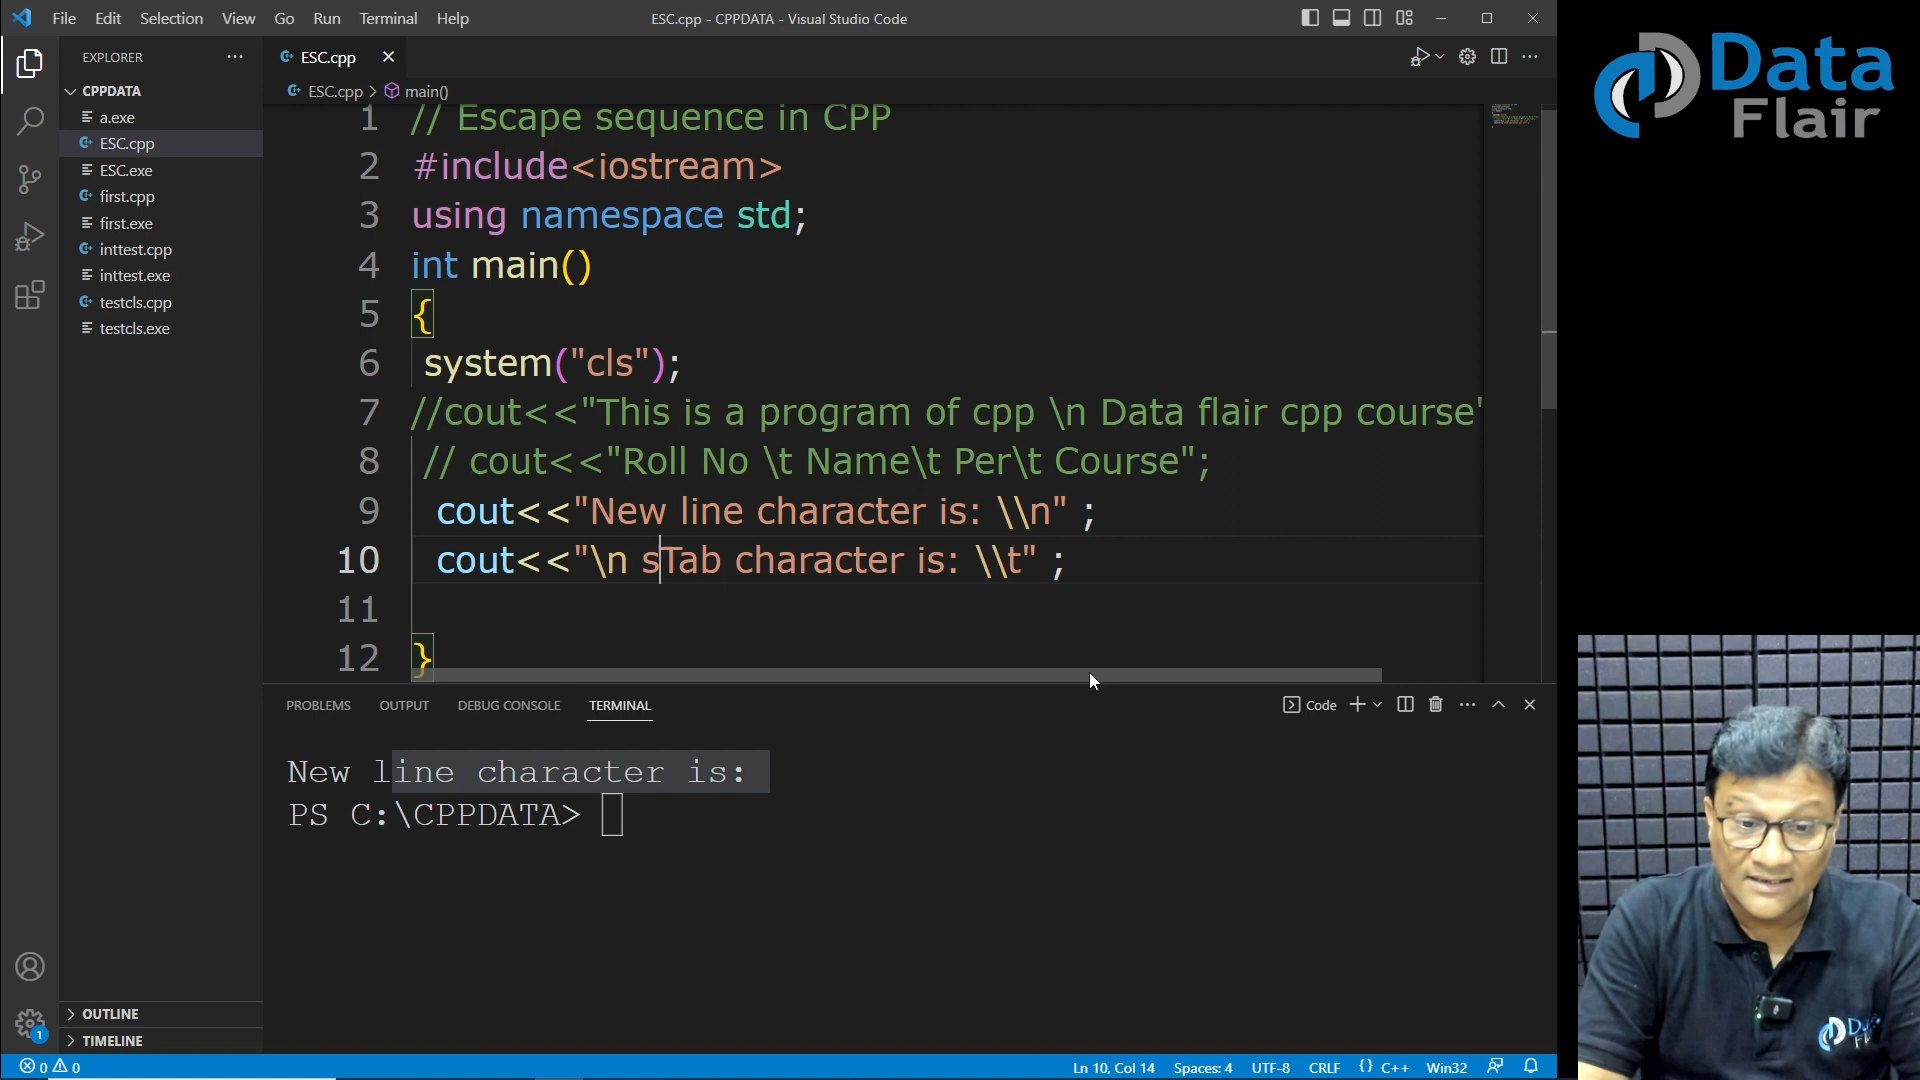 File Edit Selection View Go Run Terminal Help
ESC.cpp - CPPDATA - Visual Studio Code
EXPLORER
CPPDATA
a.exe
ESC.cpp
ESC.exe
first.cpp
first.exe
inttest.cpp
inttest.exe
testcls.cpp
testcls.exe
OUTLINE
TIMELINE
ESC.cpp
ESC.cpp > main()
1 // Escape sequence in CPP
2 #include<iostream>
3 using namespace std;
4 int main()
5 {
6 system("cls");
7 //cout<<"This is a program of cpp \n Data flair cpp course"
8 // cout<<"Roll No \t Name\t Per\t Course";
9 cout<<"New line character is: \\n" ;
10 cout<<"\n sTab character is: \\t" ;
11
12 }
PROBLEMS OUTPUT DEBUG CONSOLE TERMINAL
Code
New line character is:
PS C:\CPPDATA>
1
0 0
Ln 10, Col 14 Spaces: 4 UTF-8 CRLF {} C++ Win32
Data
Flair